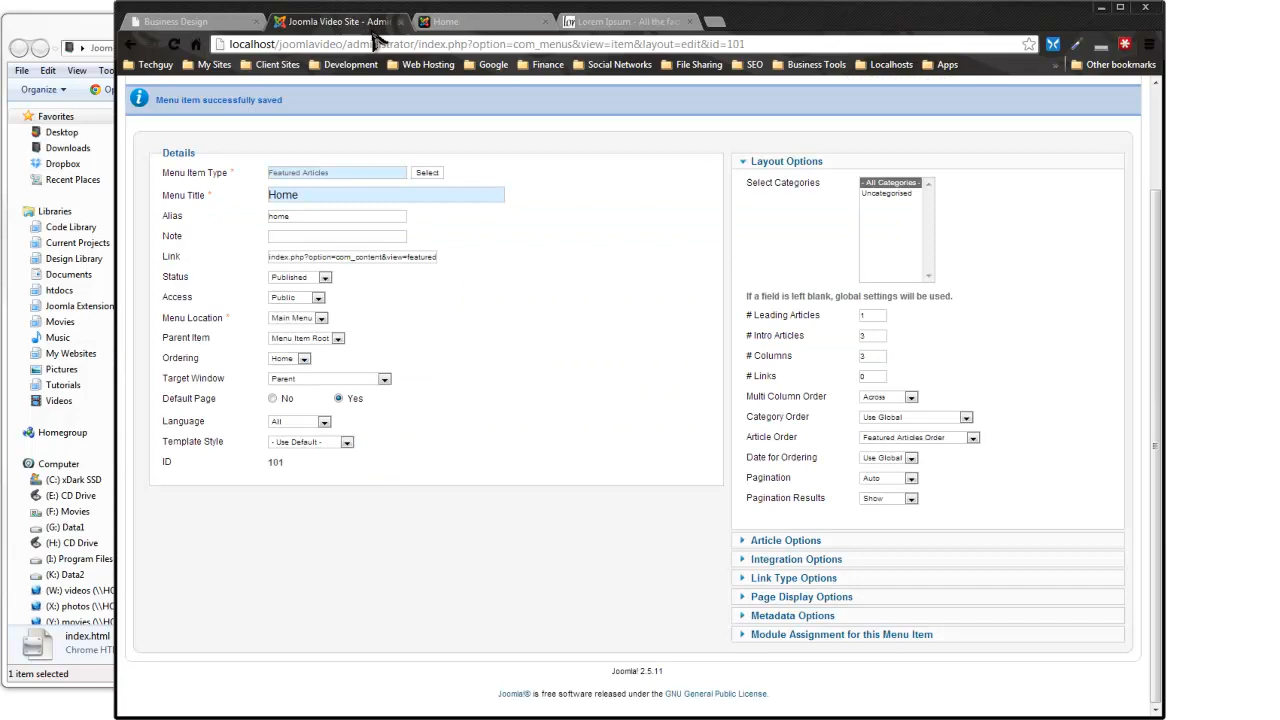 Business Design
Joomla Video Site - Admi
Home
Lorem Ipsum - All the fa
Joom
localhost/joomlavideo/administrator/index.php?option=com_menus&view=item&layout=edit&id=101
File Edit View Too
Techguy My Sites Client Sites Development Web Hosting Google Finance Social Networks File Sharing SEO Business Tools Localhosts Apps » Other bookmarks
Organize
Menu item successfully saved
Favorites
Desktop
Downloads
Dropbox
Recent Places
Libraries
Code Library
Current Projects
Design Library
Documents
htdocs
Joomla Extension
Movies
Music
My Websites
Pictures
Tutorials
Videos
Homegroup
Computer
(C:) xDark SSD
(E:) CD Drive
(F:) Movies
(G:) Data1
(H:) CD Drive
(I:) Program Files
(K:) Data2
(W:) videos (\\HO
(X:) photos (\\HO
(Y:) movies (\\HO
index.html
Chrome HT
1 item selected
Details
Menu Item Type * Featured Articles Select
Menu Title * Home
Alias home
Note
Link index.php?option=com_content&view=featured
Status Published
Access Public
Menu Location * Main Menu
Parent Item Menu Item Root
Ordering Home
Target Window Parent
Default Page No Yes
Language All
Template Style - Use Default -
ID 101
Layout Options
Select Categories - All Categories -
Uncategorised
If a field is left blank, global settings will be used.
# Leading Articles 1
# Intro Articles 3
# Columns 3
# Links 0
Multi Column Order Across
Category Order Use Global
Article Order Featured Articles Order
Date for Ordering Use Global
Pagination Auto
Pagination Results Show
Article Options
Integration Options
Link Type Options
Page Display Options
Metadata Options
Module Assignment for this Menu Item
Joomla! 2.5.11
Joomla!® is free software released under the GNU General Public License.